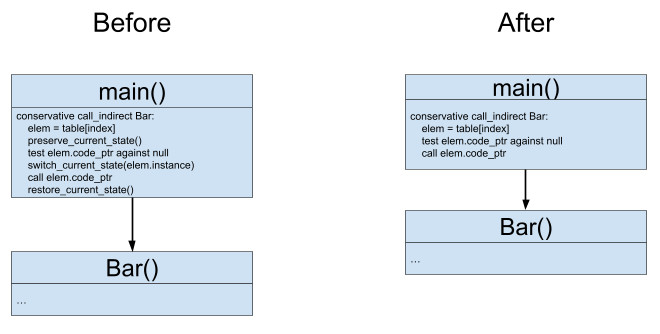 Before
main()
conservative call_indirect Bar:
elem = table[index]
preserve_current_state()
test elem.code_ptr against null
switch_current_state(elem.instance)
call elem.code_ptr
restore_current_state()
Bar()
...
After
main()
conservative call_indirect Bar:
elem = table[index]
test elem.code_ptr against null
call elem.code_ptr
Bar()
...